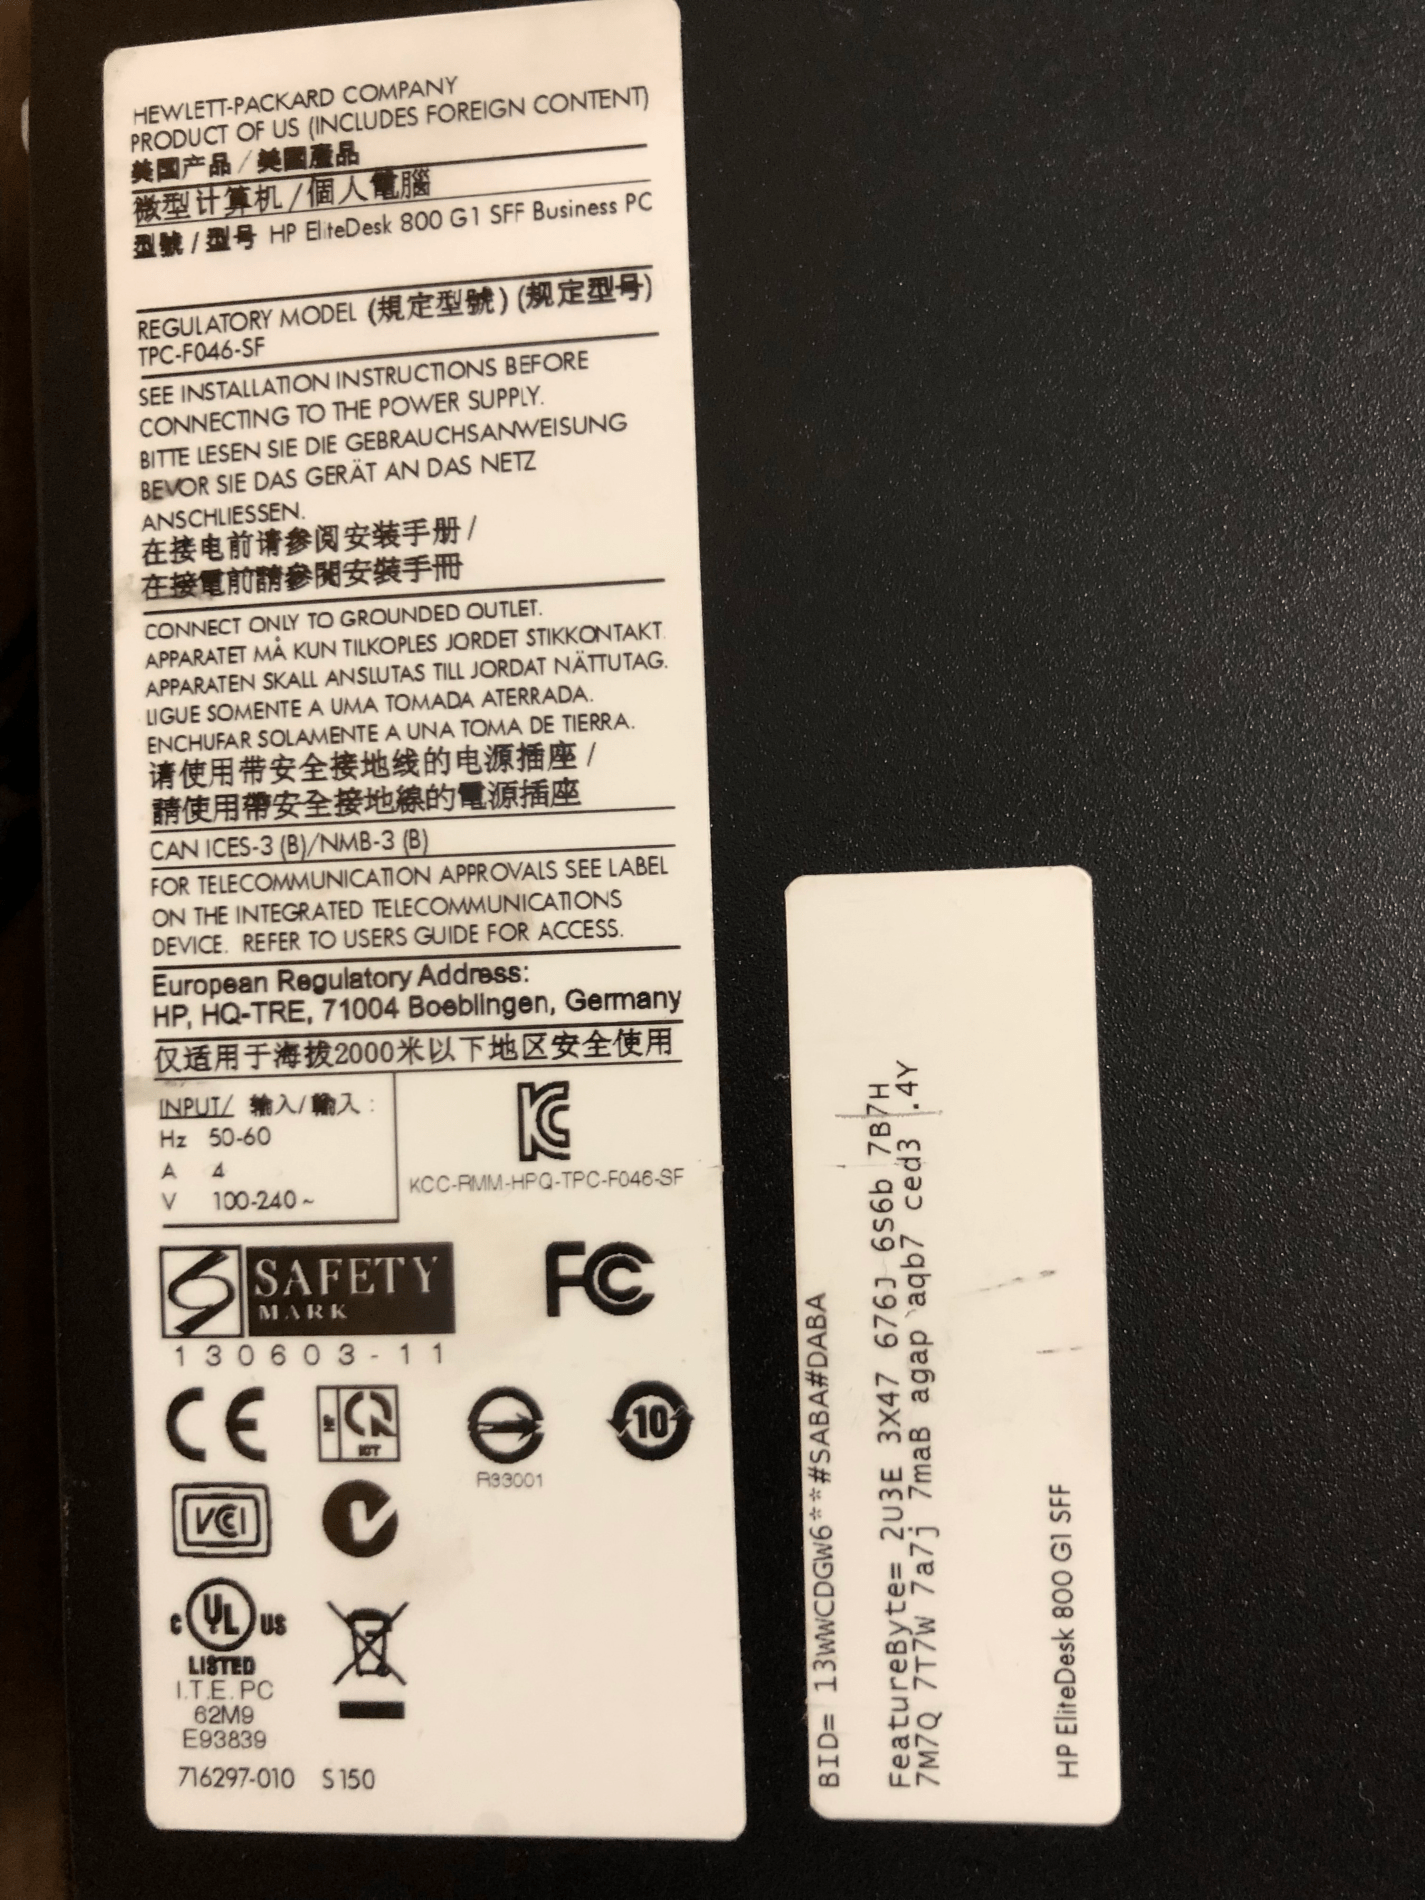 HEWLETT-PACKARD COMPANY
PRODUCT OF US (INCLUDES FOREIGN CONTENT)
美国产品 / 美國產品
微型计算机 / 個人電腦
型號 / 型号 HP EliteDesk 800 G1 SFF Business PC
REGULATORY MODEL (規定型號) (规定型号)
TPC-F046-SF
SEE INSTALLATION INSTRUCTIONS BEFORE
CONNECTING TO THE POWER SUPPLY.
BITTE LESEN SIE DIE GEBRAUCHSANWEISUNG
BEVOR SIE DAS GERÄT AN DAS NETZ
ANSCHLIESSEN.
在接电前请参阅安装手册 /
在接電前請參閱安裝手冊
CONNECT ONLY TO GROUNDED OUTLET.
APPARATET MÅ KUN TILKOPLES JORDET STIKKONTAKT.
APPARATEN SKALL ANSLUTAS TILL JORDAT NÄTTUTAG.
LIGUE SOMENTE A UMA TOMADA ATERRADA.
ENCHUFAR SOLAMENTE A UNA TOMA DE TIERRA.
请使用带安全接地线的电源插座 /
請使用帶安全接地線的電源插座
CAN ICES-3 (B)/NMB-3 (B)
FOR TELECOMMUNICATION APPROVALS SEE LABEL
ON THE INTEGRATED TELECOMMUNICATIONS
DEVICE. REFER TO USERS GUIDE FOR ACCESS.
European Regulatory Address:
HP, HQ-TRE, 71004 Boeblingen, Germany
仅适用于海拔2000米以下地区安全使用
INPUT/ 输入/輸入 :
Hz 50-60
A 4
V 100-240 ~
KC
KCC-RMM-HPQ-TPC-F046-SF
SAFETY
MARK
130603-11
FC
CE
HP
ICT
R33001
10
VCI
C UL US
LISTED
I.T.E. PC
62M9
E93839
716297-010 S150
BID= 13WWCDGW6**#SABA#DABA
FeatureByte= 2U3E 3X47 676J 6S6b 7B7H
7M7Q 7T7W 7a7j 7maB agap aqb7 ced3 .4Y
HP EliteDesk 800 G1 SFF